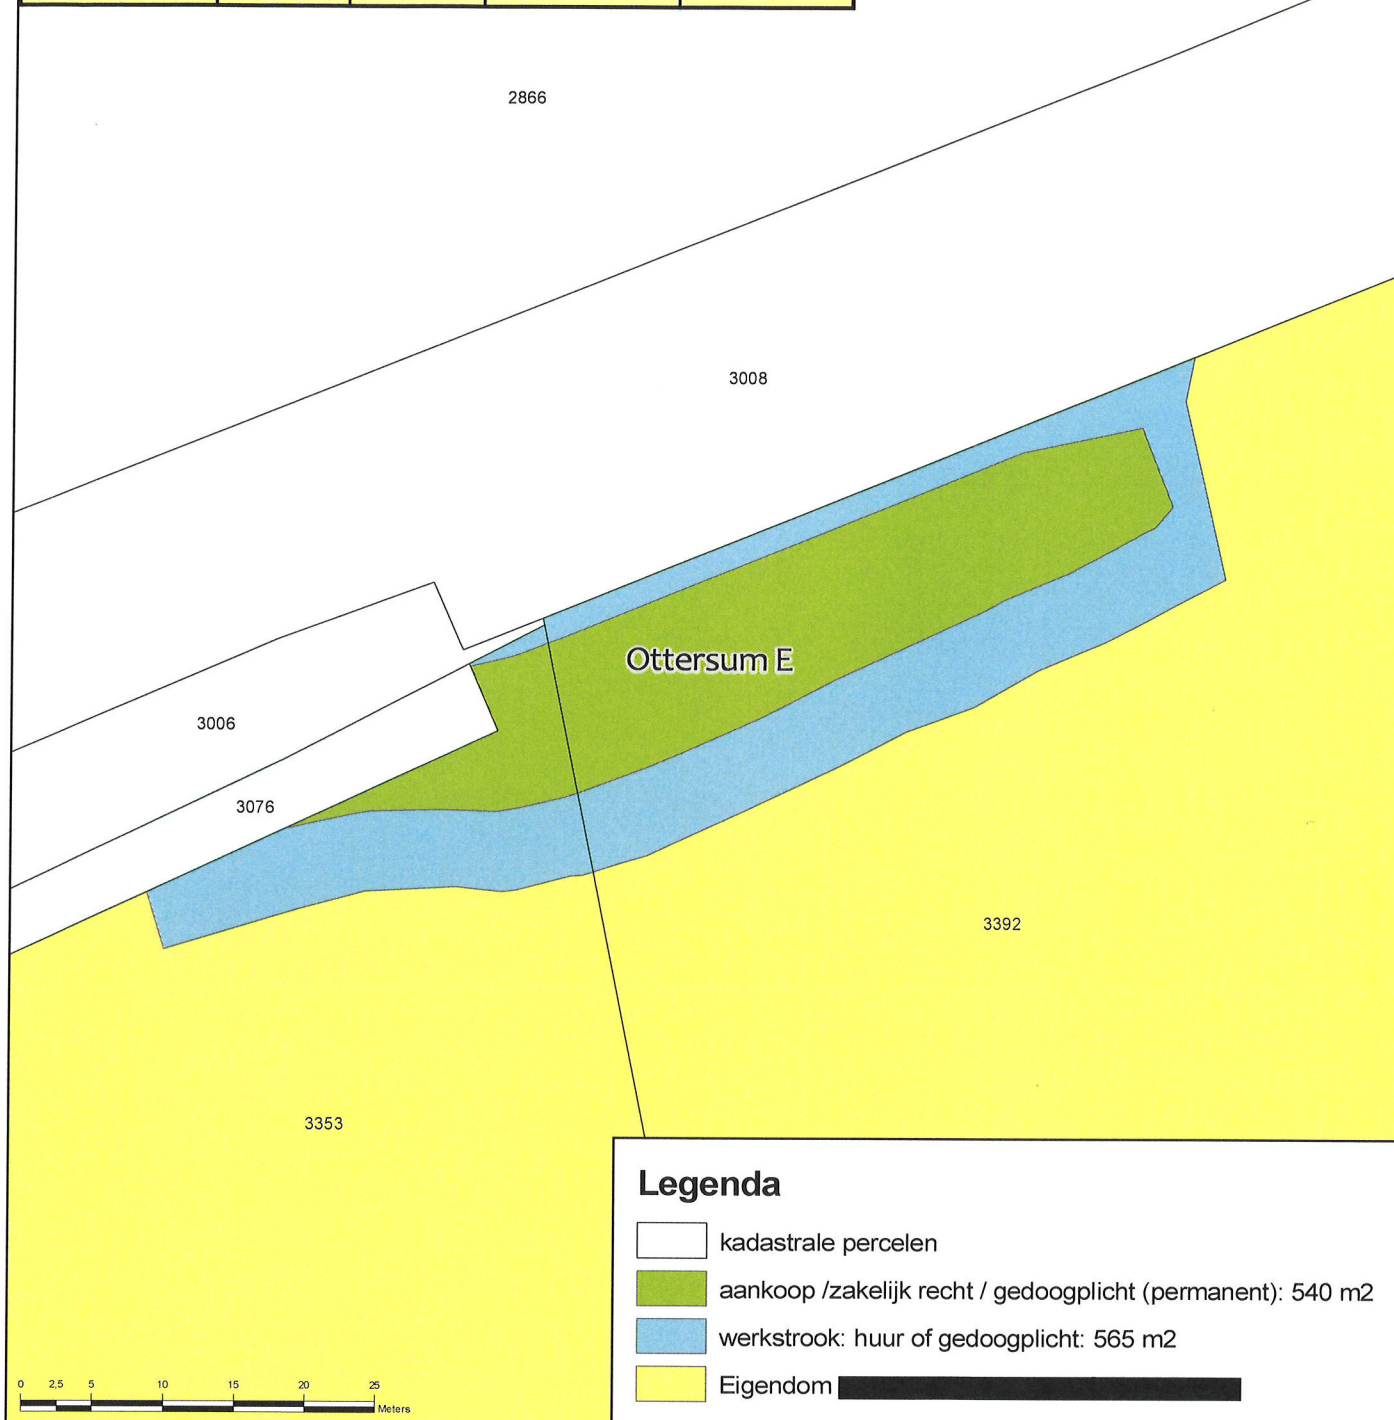 2866
3008
Ottersum E
3006
3076
3392
3353
Legenda
kadastrale percelen
aankoop /zakelijk recht / gedoogplicht (permanent): 540 m2
werkstrook: huur of gedoogplicht: 565 m2
Eigendom
0 2,5 5 10 15 20 25
Meters